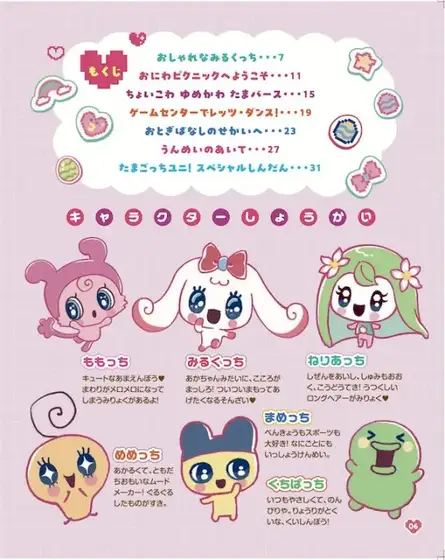 もくじ
おしゃれなみるくっち・・・7
おにわピクニックへようこそ・・・11
ちょいこわ ゆめかわ たまバース・・・15
ゲームセンターでレッツ・ダンス!・・・19
おとぎばなしのせかいへ・・・23
うんめいのあいて・・・27
たまごっちユニ! スペシャルしんだん・・・31
キャラクターしょうかい
ももっち
キュートなあまえんぼう♥
まわりがメロメロになって
しまうみりょくがあるよ!
みるくっち
あかちゃんみたいに、こころが
まっしろ! ついついいまもって
あげたくなるそんざい♥
ねりあっち
しぜんをあいし、しゅみもおお
く、こうどうてき! うつくしい
ロングヘアーがみりょく♥
めめっち
あかるくて、ともだ
ちおもいなムード
メーカー! ぐるぐる
したものがすき。
まめっち
べんきょうもスポーツも
大好き! なにごとにも
いっしょうけんめい。
くちぱっち
いつもやさしくて、のん
びりや。りょうりがとく
いな、くいしんぼう!
06